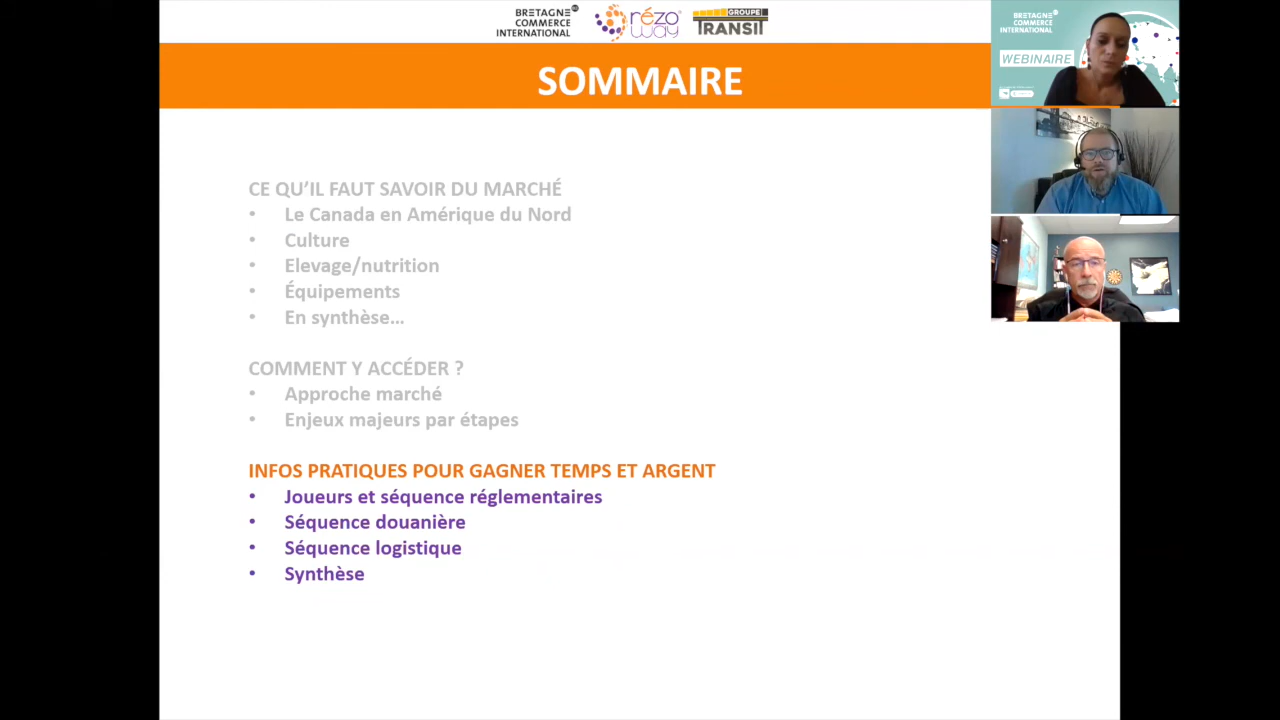 BRETAGNE
COMMERCE
INTERNATIONAL
rézo
way
GROUPE
TRANSIT
SOMMAIRE
BRETAGNE
COMMERCE
INTERNATIONAL
WEBINAIRE
CE QU'IL FAUT SAVOIR DU MARCHÉ
• Le Canada en Amérique du Nord
• Culture
• Elevage/nutrition
• Équipements
• En synthèse…
COMMENT Y ACCÉDER ?
• Approche marché
• Enjeux majeurs par étapes
INFOS PRATIQUES POUR GAGNER TEMPS ET ARGENT
• Joueurs et séquence réglementaires
• Séquence douanière
• Séquence logistique
• Synthèse